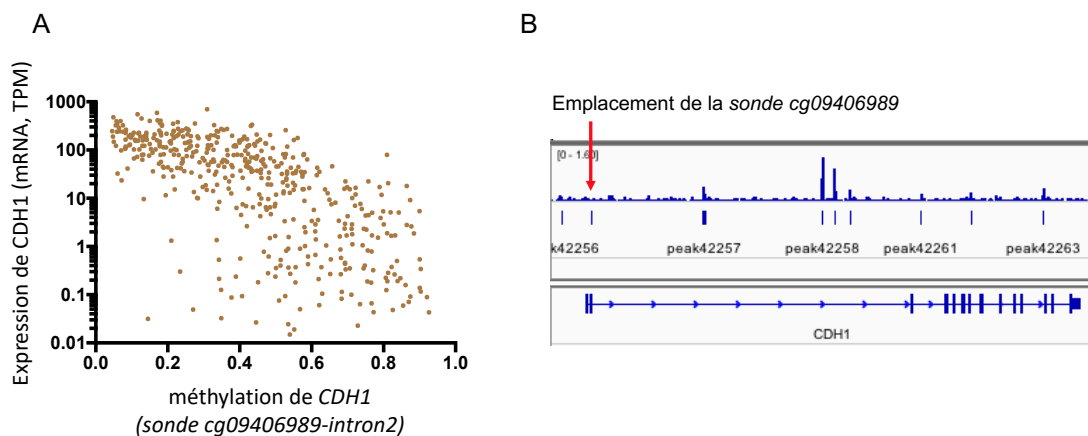 A
Expression de CDH1 (mRNA, TPM)
1000
100
10
1
0.1
0.01
0.0
0.2
0.4
0.6
0.8
1.0
méthylation de CDH1
(sonde cg09406989-intron2)
B
Emplacement de la sonde cg09406989
[0 - 1.60]
k42256
peak42257
peak42258
peak42261
peak42263
CDH1